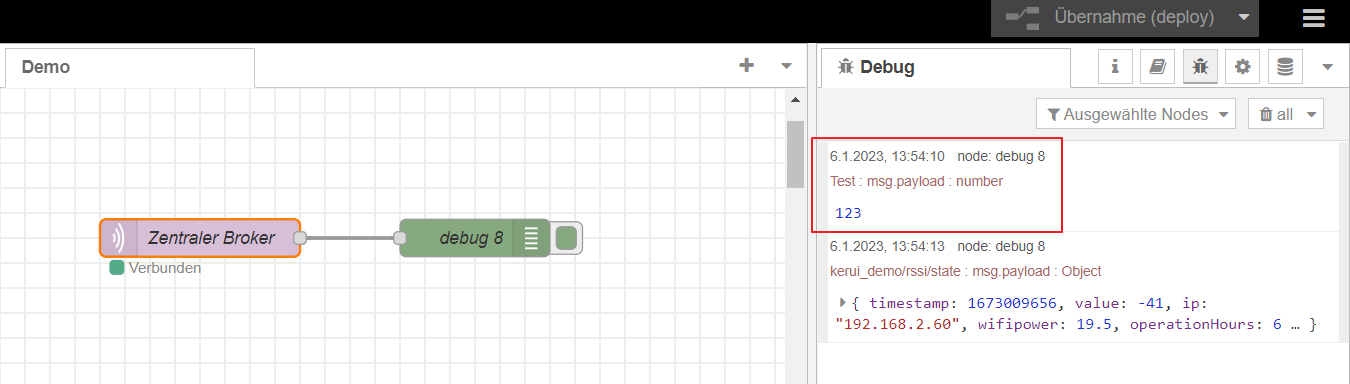 Übernahme (deploy)
Demo
Debug
Ausgewählte Nodes
all
6.1.2023, 13:54:10 node: debug 8
Test : msg.payload : number
123
Zentraler Broker
debug 8
Verbunden
6.1.2023, 13:54:13 node: debug 8
kerui_demo/rssi/state : msg.payload : Object
{ timestamp: 1673009656, value: -41, ip:
"192.168.2.60", wifipower: 19.5, operationHours: 6 … }